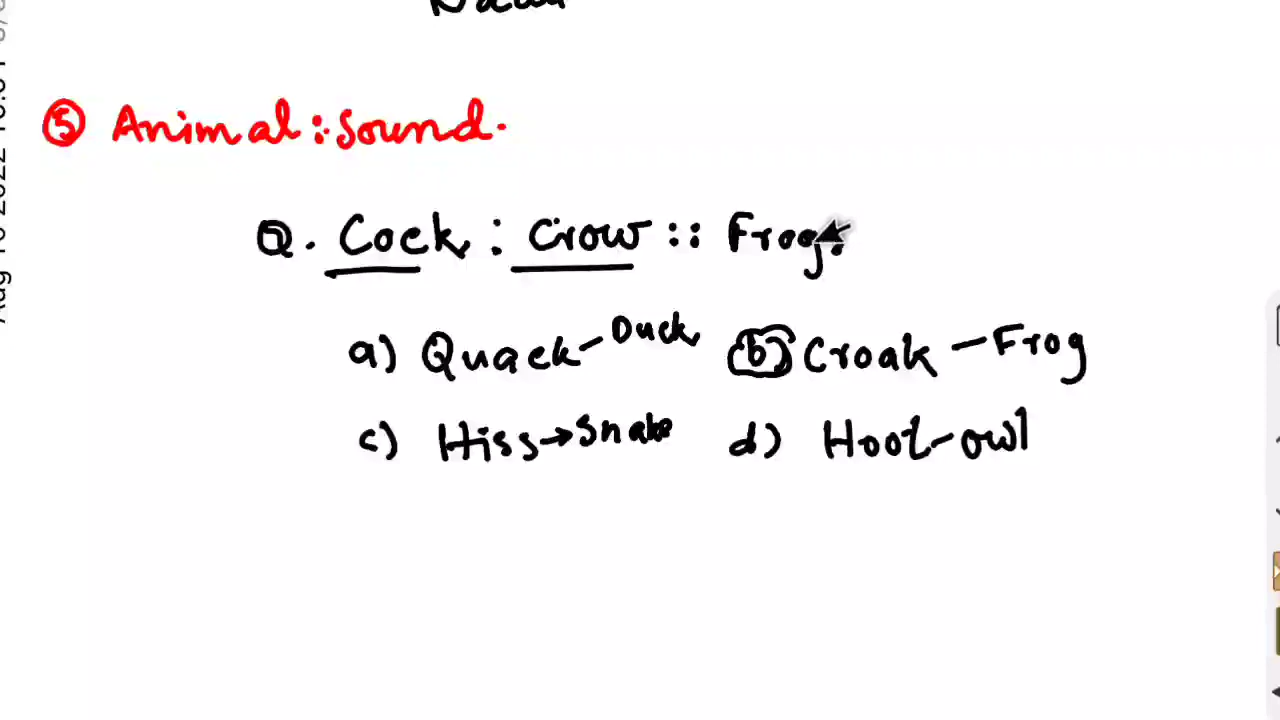 ⑤ Animal : Sound.
Q. Cock : Crow :: Frog :
a) Quack - Duck b) Croak - Frog
c) Hiss → Snake d) Hoot - owl